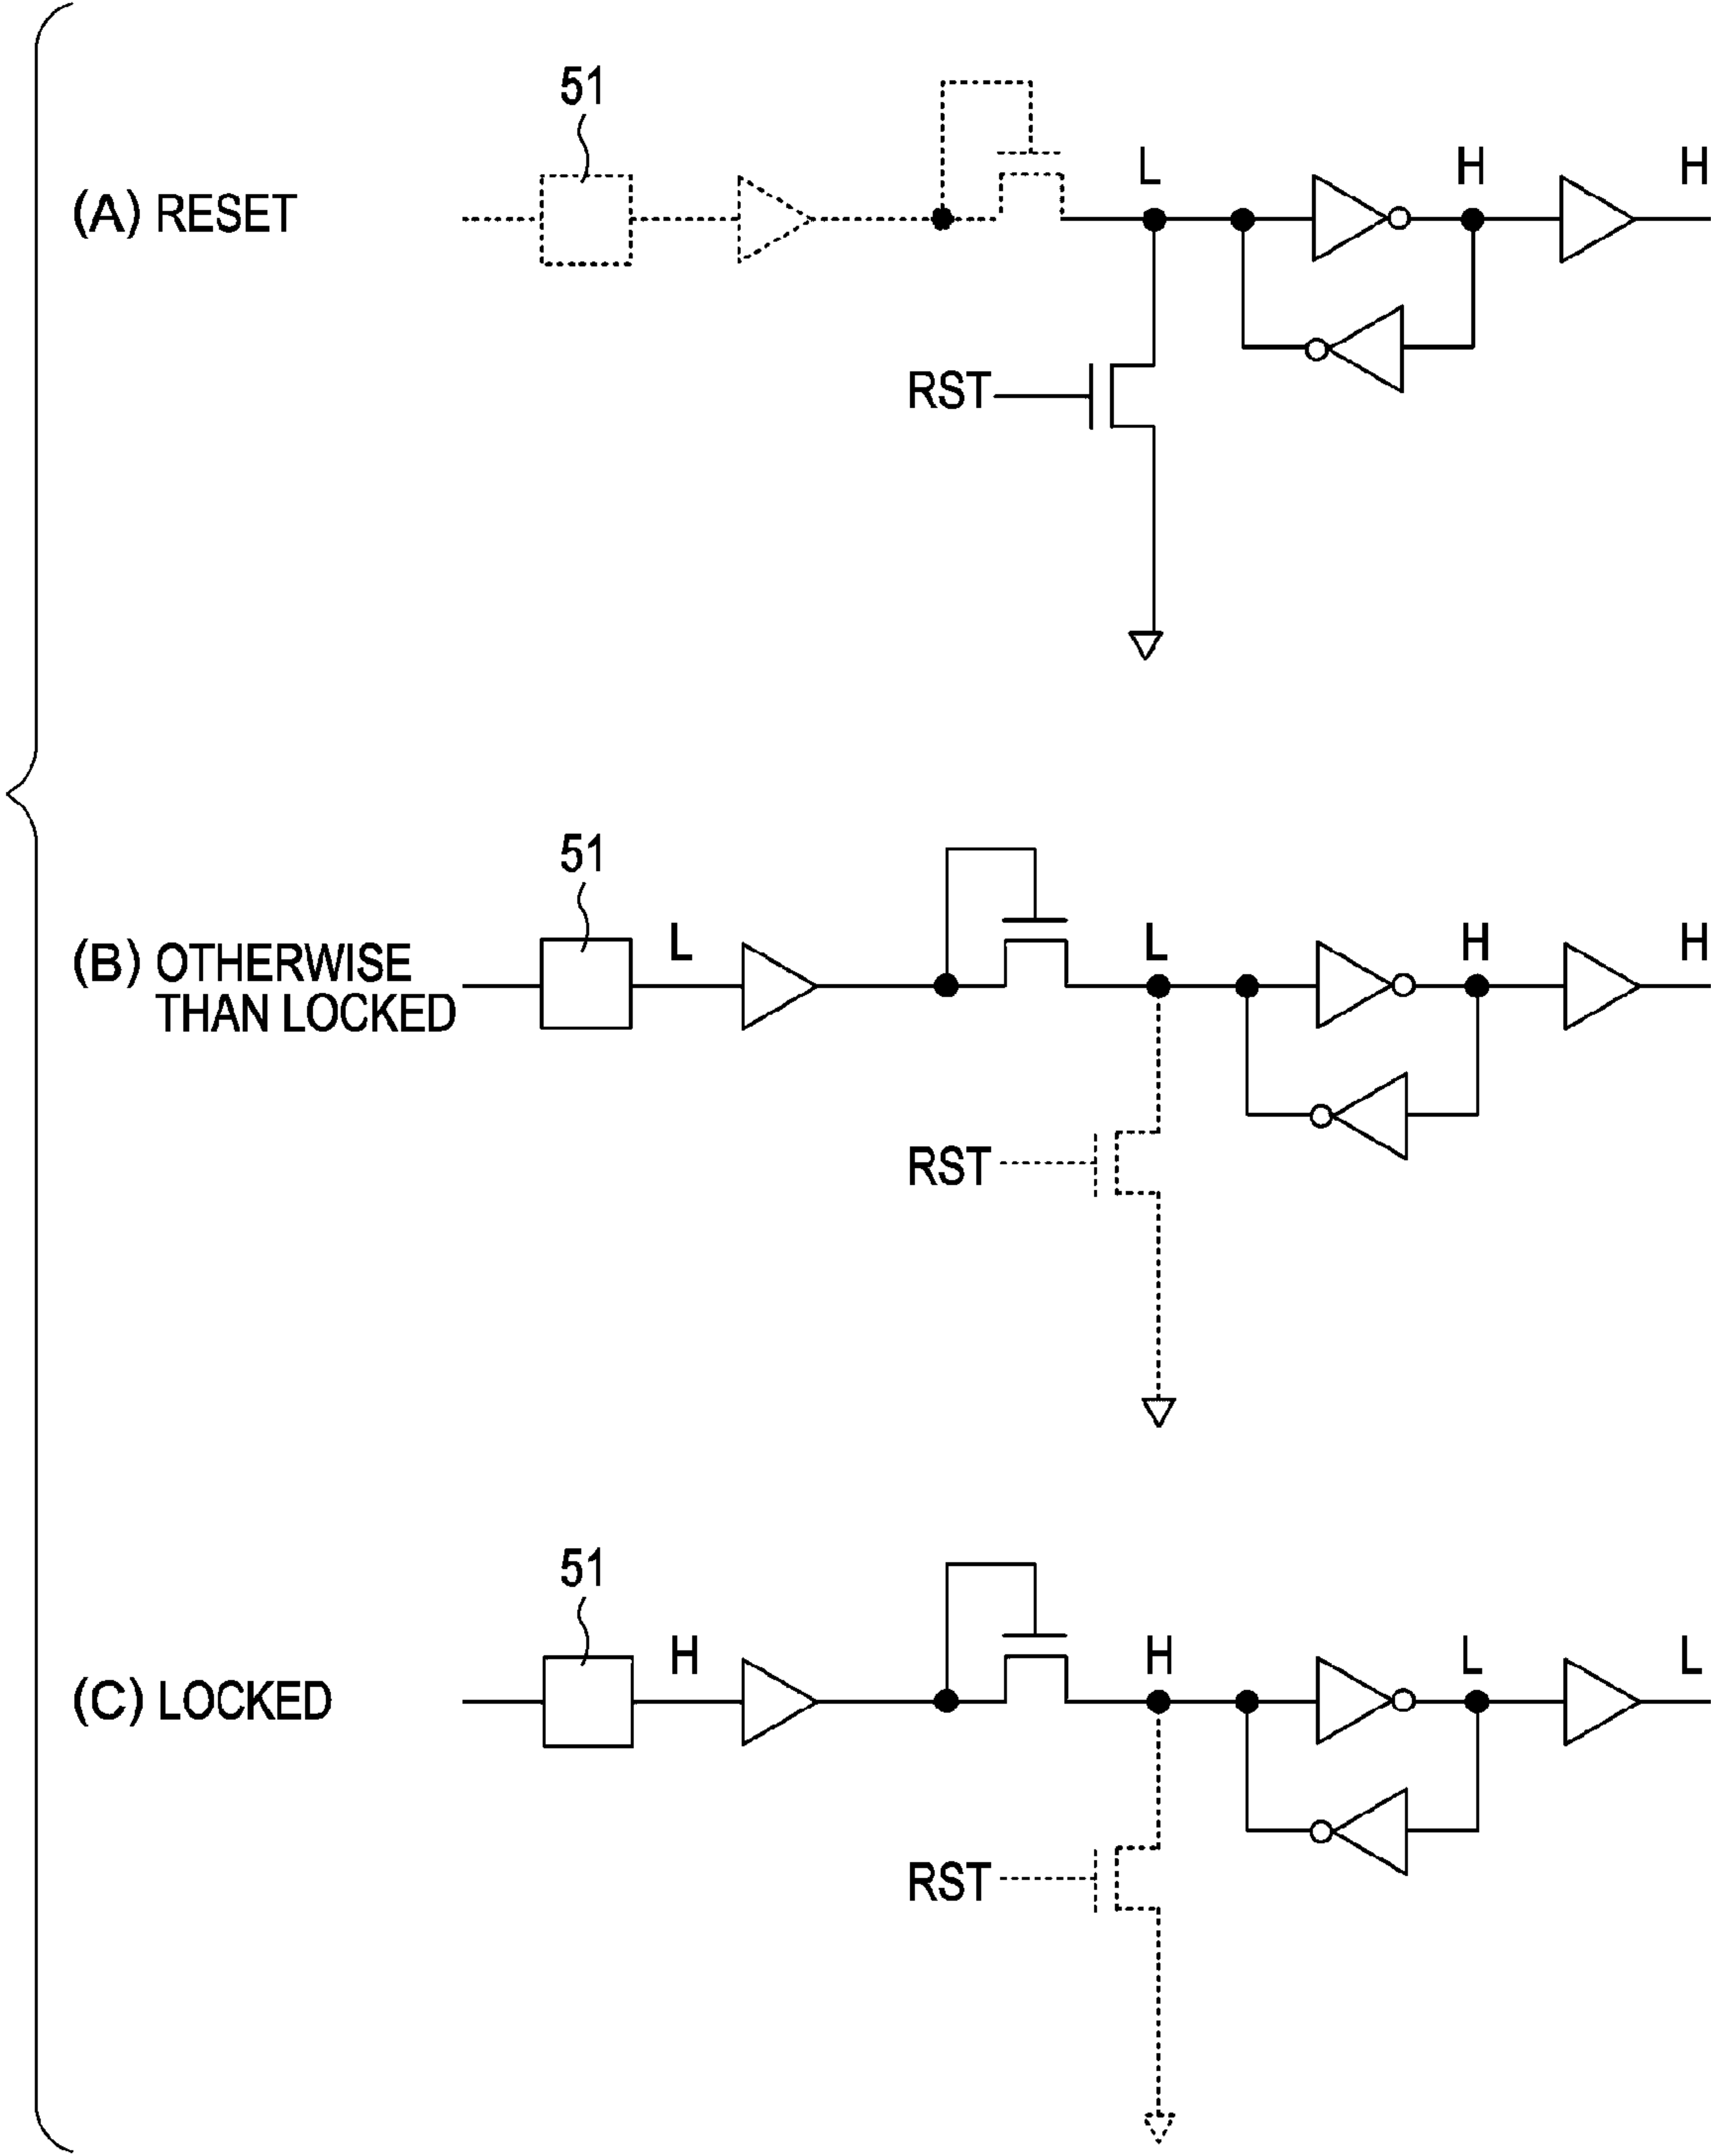 51
(A) RESET
L
H
H
RST
51
(B) OTHERWISE
THAN LOCKED
L
L
H
H
RST
51
(C) LOCKED
H
H
L
L
RST